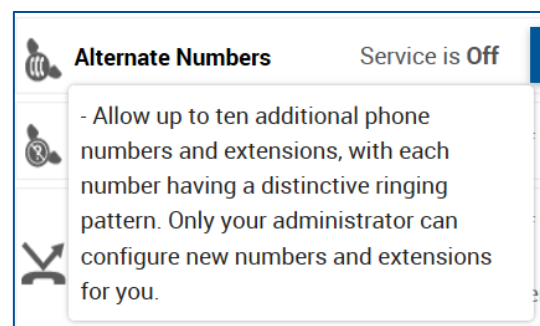 Alternate Numbers Service is Off
- Allow up to ten additional phone
numbers and extensions, with each
number having a distinctive ringing
pattern. Only your administrator can
configure new numbers and extensions
for you.